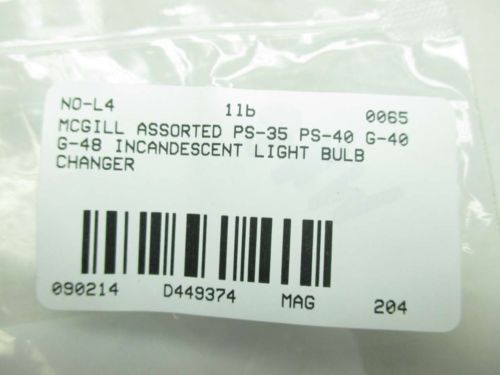 NO-L4 1lb 0065
MCGILL ASSORTED PS-35 PS-40 G-40
G-48 INCANDESCENT LIGHT BULB
CHANGER
090214 D449374 MAG 204